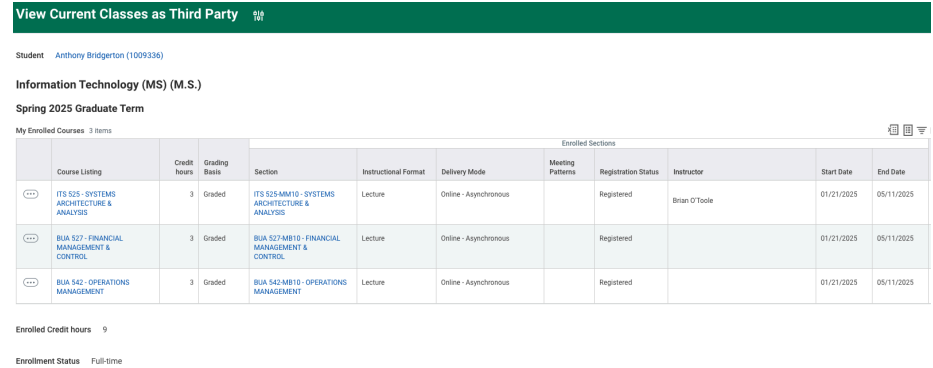 View Current Classes as Third Party
Student Anthony Bridgerton (1009336)
Information Technology (MS) (M.S.)
Spring 2025 Graduate Term
My Enrolled Courses 3 items
Enrolled Sections
Course Listing Credit hours Grading Basis Section Instructional Format Delivery Mode Meeting Patterns Registration Status Instructor Start Date End Date
ITS 525 - SYSTEMS ARCHITECTURE & ANALYSIS 3 Graded ITS 525-MM10 - SYSTEMS ARCHITECTURE & ANALYSIS Lecture Online - Asynchronous Registered Brian O'Toole 01/21/2025 05/11/2025
BUA 527 - FINANCIAL MANAGEMENT & CONTROL 3 Graded BUA 527-MB10 - FINANCIAL MANAGEMENT & CONTROL Lecture Online - Asynchronous Registered 01/21/2025 05/11/2025
BUA 542 - OPERATIONS MANAGEMENT 3 Graded BUA 542-MB10 - OPERATIONS MANAGEMENT Lecture Online - Asynchronous Registered 01/21/2025 05/11/2025
Enrolled Credit hours 9
Enrollment Status Full-time